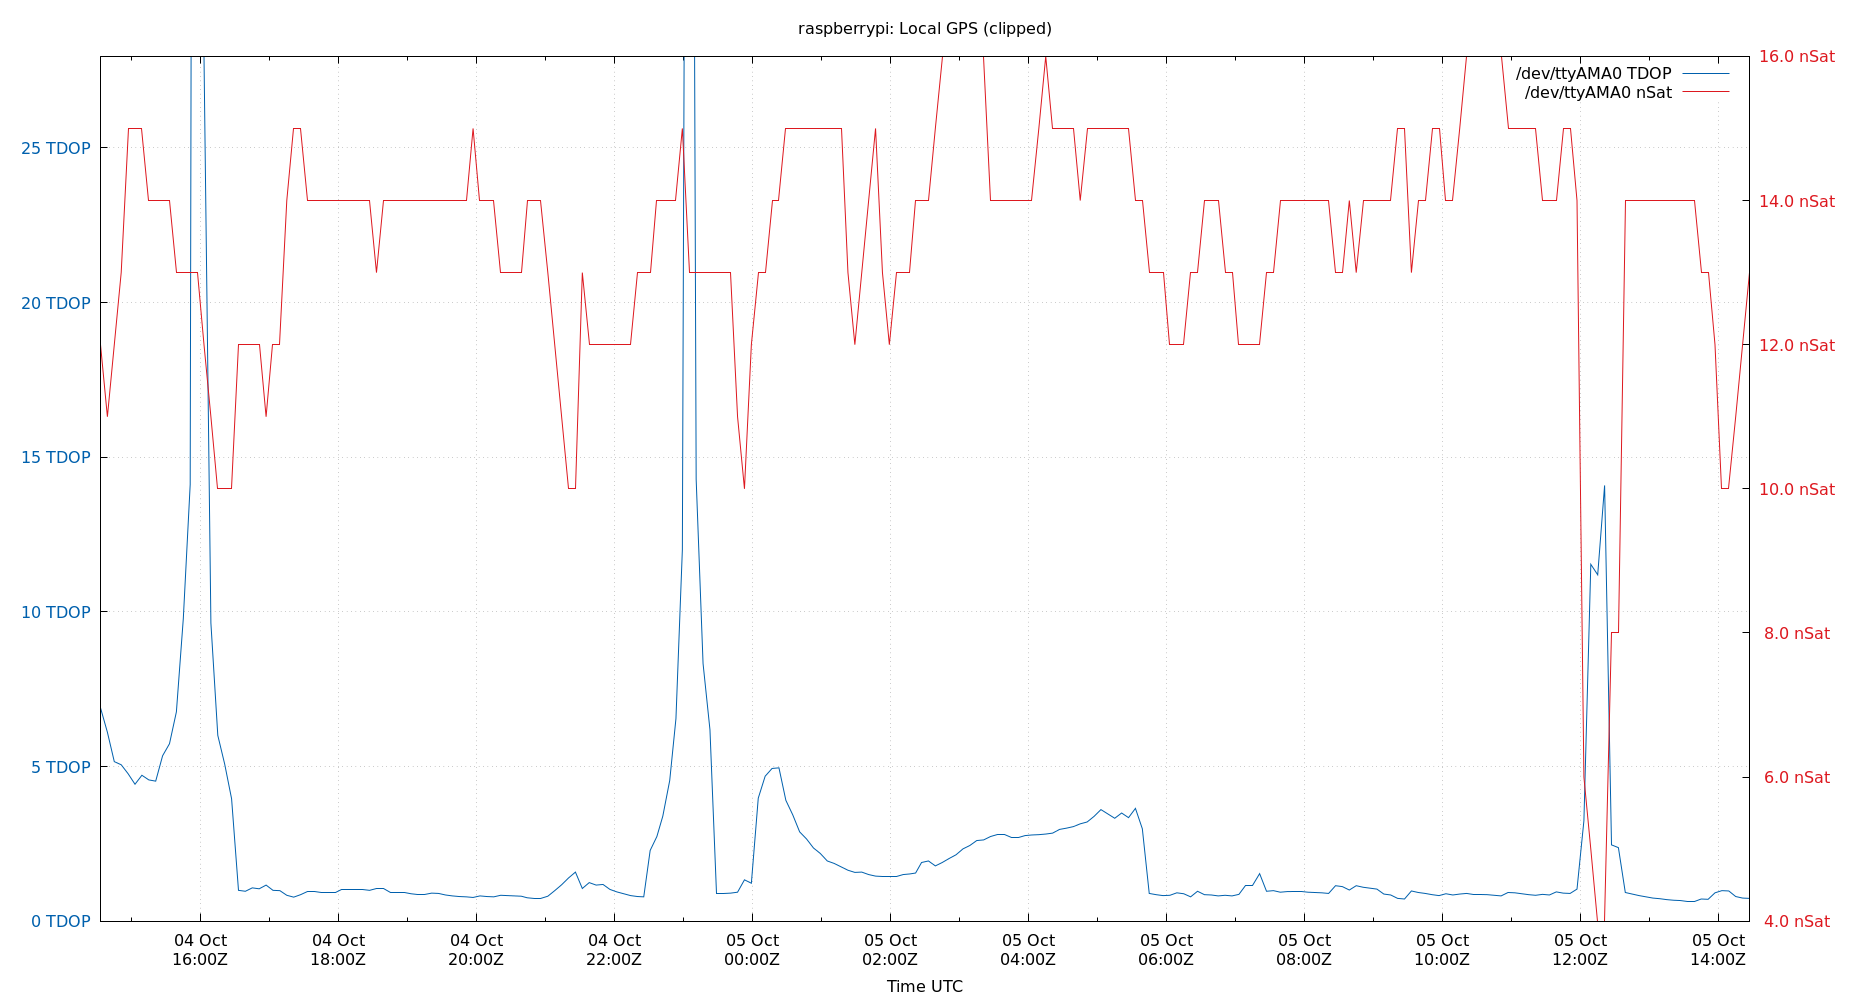 raspberrypi: Local GPS (clipped)
/dev/ttyAMA0 TDOP
/dev/ttyAMA0 nSat
25 TDOP
20 TDOP
15 TDOP
10 TDOP
5 TDOP
0 TDOP
16.0 nSat
14.0 nSat
12.0 nSat
10.0 nSat
8.0 nSat
6.0 nSat
4.0 nSat
04 Oct
16:00Z
04 Oct
18:00Z
04 Oct
20:00Z
04 Oct
22:00Z
05 Oct
00:00Z
05 Oct
02:00Z
05 Oct
04:00Z
05 Oct
06:00Z
05 Oct
08:00Z
05 Oct
10:00Z
05 Oct
12:00Z
05 Oct
14:00Z
Time UTC